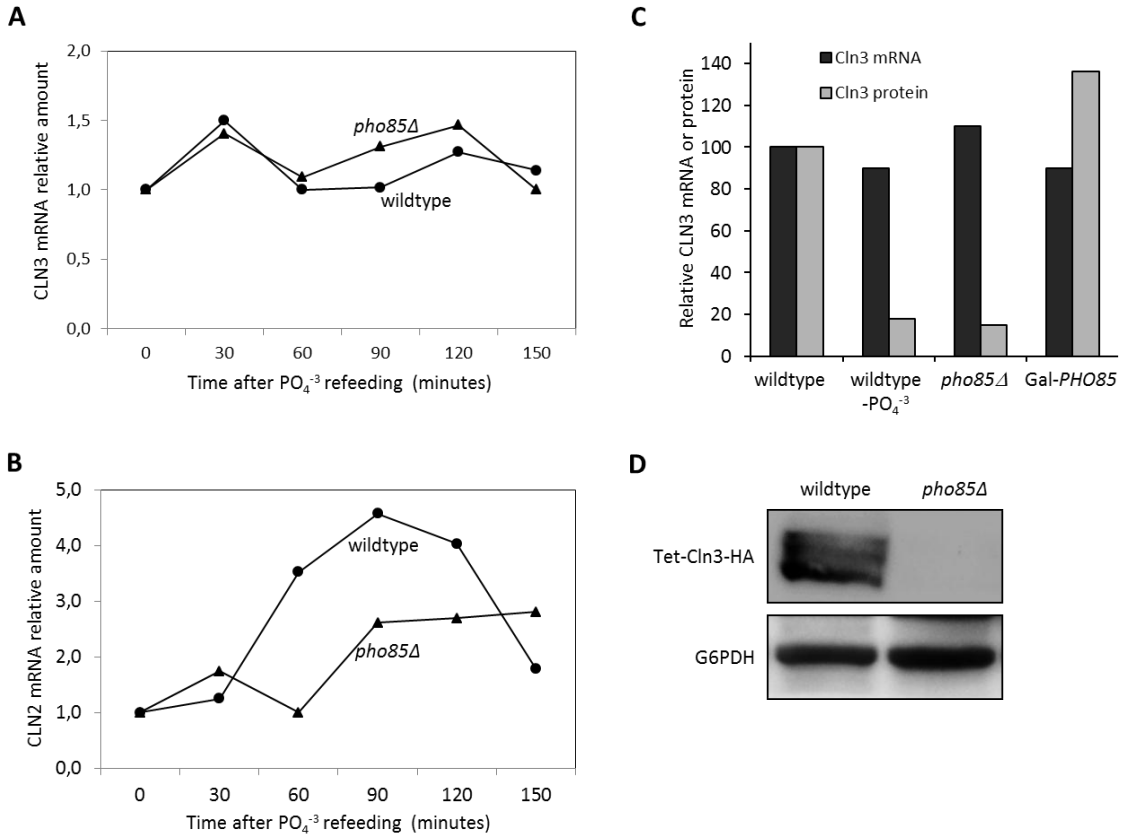 A
CLN3 mRNA relative amount
2,0
1,5
1,0
0,5
0,0
pho85Δ
wildtype
0 30 60 90 120 150
Time after PO₄⁻³ refeeding (minutes)
B
CLN2 mRNA relative amount
5,0
4,0
3,0
2,0
1,0
0,0
wildtype
pho85Δ
0 30 60 90 120 150
Time after PO₄⁻³ refeeding (minutes)
C
Relative CLN3 mRNA or protein
140
120
100
80
60
40
20
0
Cln3 mRNA
Cln3 protein
wildtype wildtype pho85Δ Gal-PHO85
-PO₄⁻³
D
wildtype pho85Δ
Tet-Cln3-HA
G6PDH